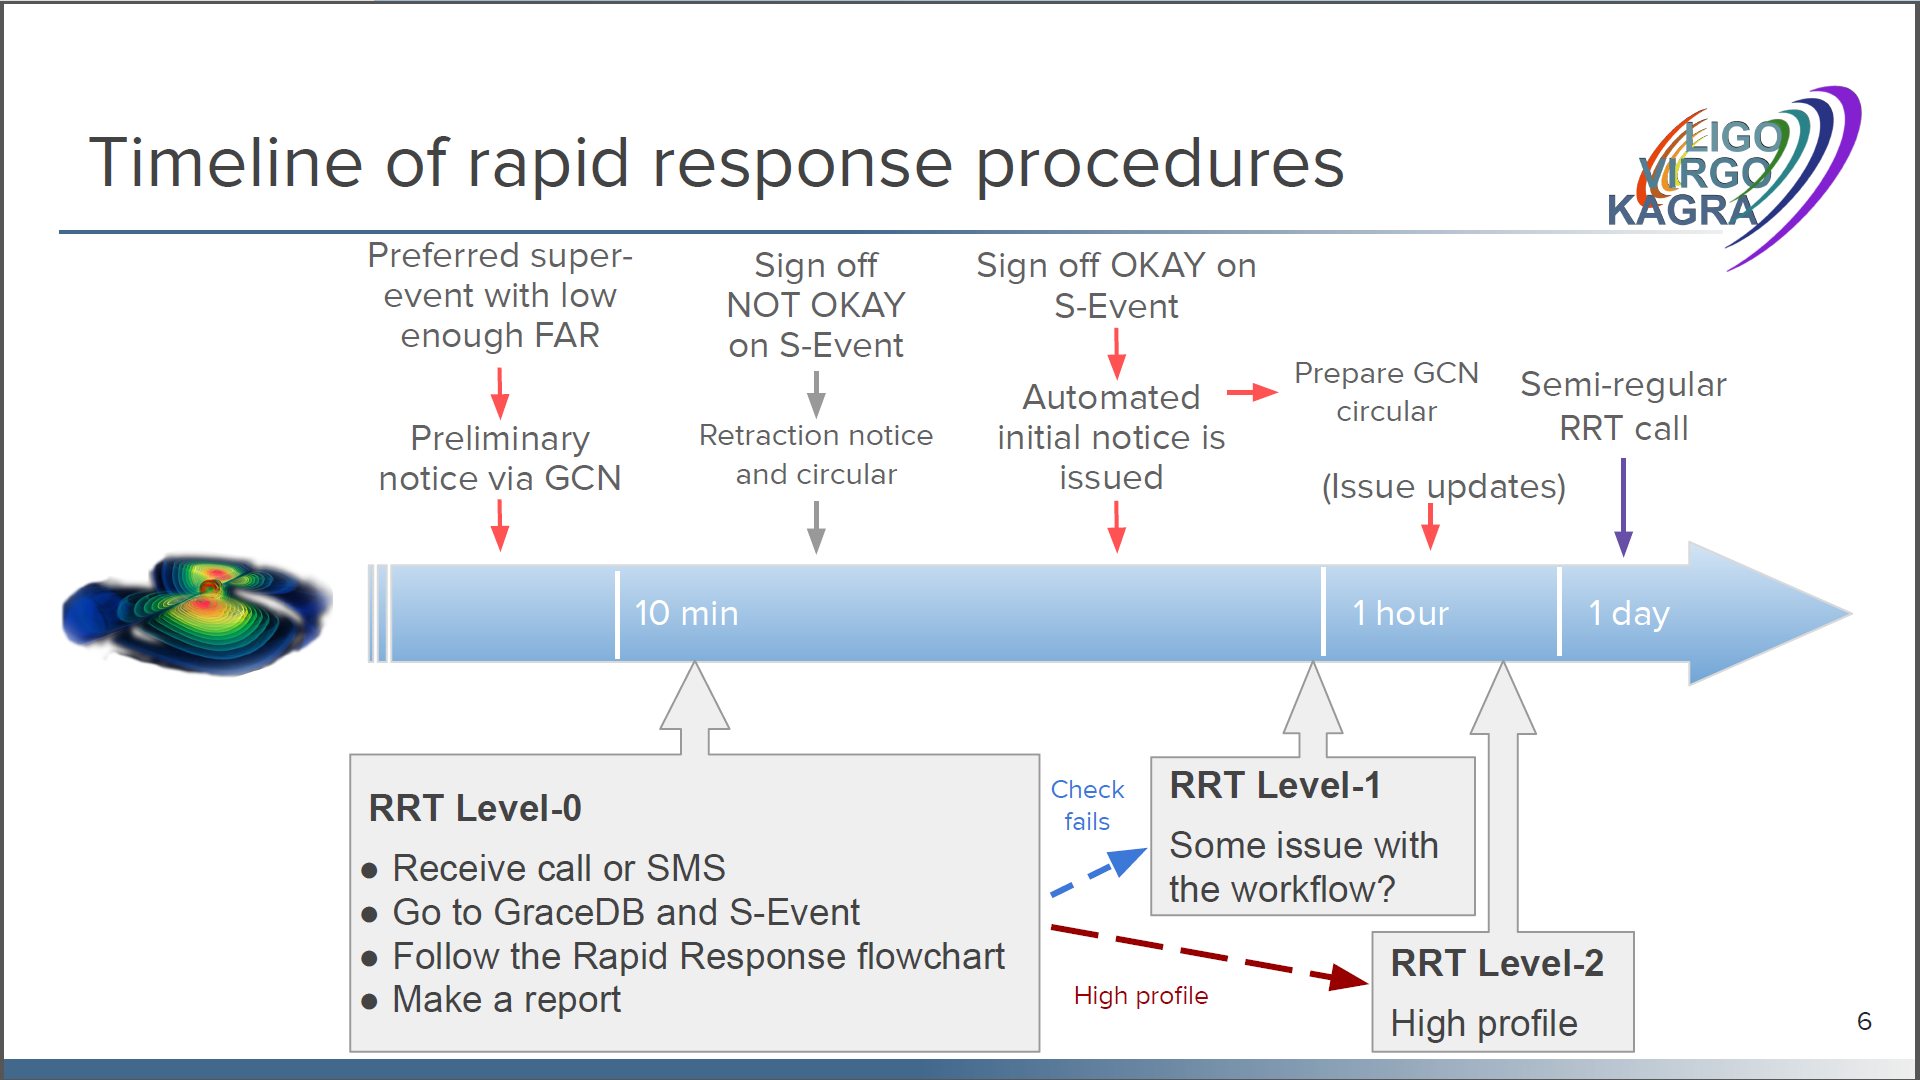 Timeline of rapid response procedures
LIGO
VIRGO
KAGRA
Preferred super-
event with low
enough FAR
Preliminary
notice via GCN
Sign off
NOT OKAY
on S-Event
Retraction notice
and circular
Sign off OKAY on
S-Event
Automated
initial notice is
issued
Prepare GCN
circular
(Issue updates)
Semi-regular
RRT call
10 min
1 hour
1 day
RRT Level-0
● Receive call or SMS
● Go to GraceDB and S-Event
● Follow the Rapid Response flowchart
● Make a report
Check
fails
High profile
RRT Level-1
Some issue with
the workflow?
RRT Level-2
High profile
6